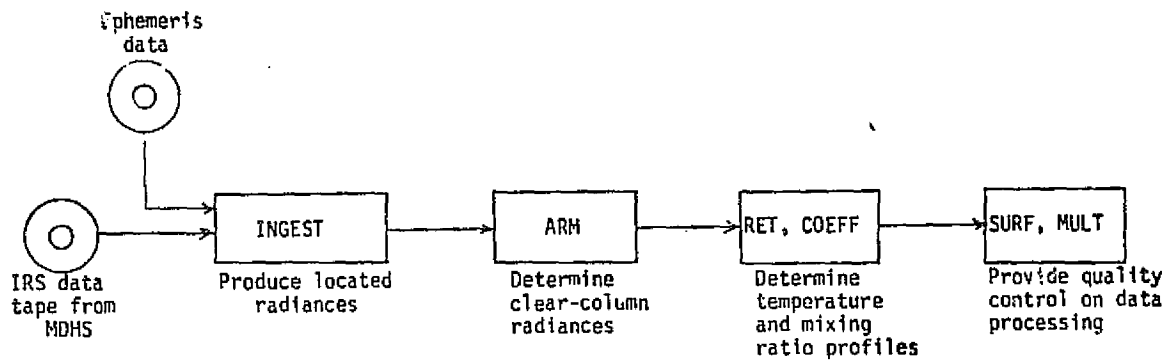 Ephemeris
data
INGEST
ARM
RET, COEFF
SURF, MULT
IRS data
tape from
MDHS
Produce located
radiances
Determine
clear-column
radiances
Determine
temperature
and mixing
ratio profiles
Provide quality
control on data
processing